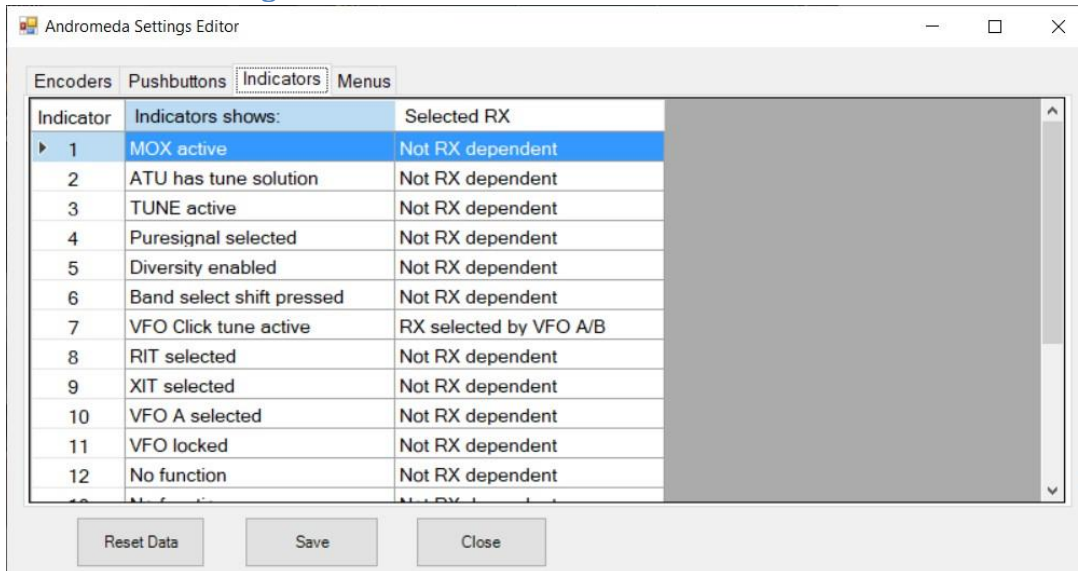 Andromeda Settings Editor
Encoders Pushbuttons Indicators Menus
Indicator Indicators shows: Selected RX
1 MOX active Not RX dependent
2 ATU has tune solution Not RX dependent
3 TUNE active Not RX dependent
4 Puresignal selected Not RX dependent
5 Diversity enabled Not RX dependent
6 Band select shift pressed Not RX dependent
7 VFO Click tune active RX selected by VFO A/B
8 RIT selected Not RX dependent
9 XIT selected Not RX dependent
10 VFO A selected Not RX dependent
11 VFO locked Not RX dependent
12 No function Not RX dependent
Reset Data Save Close